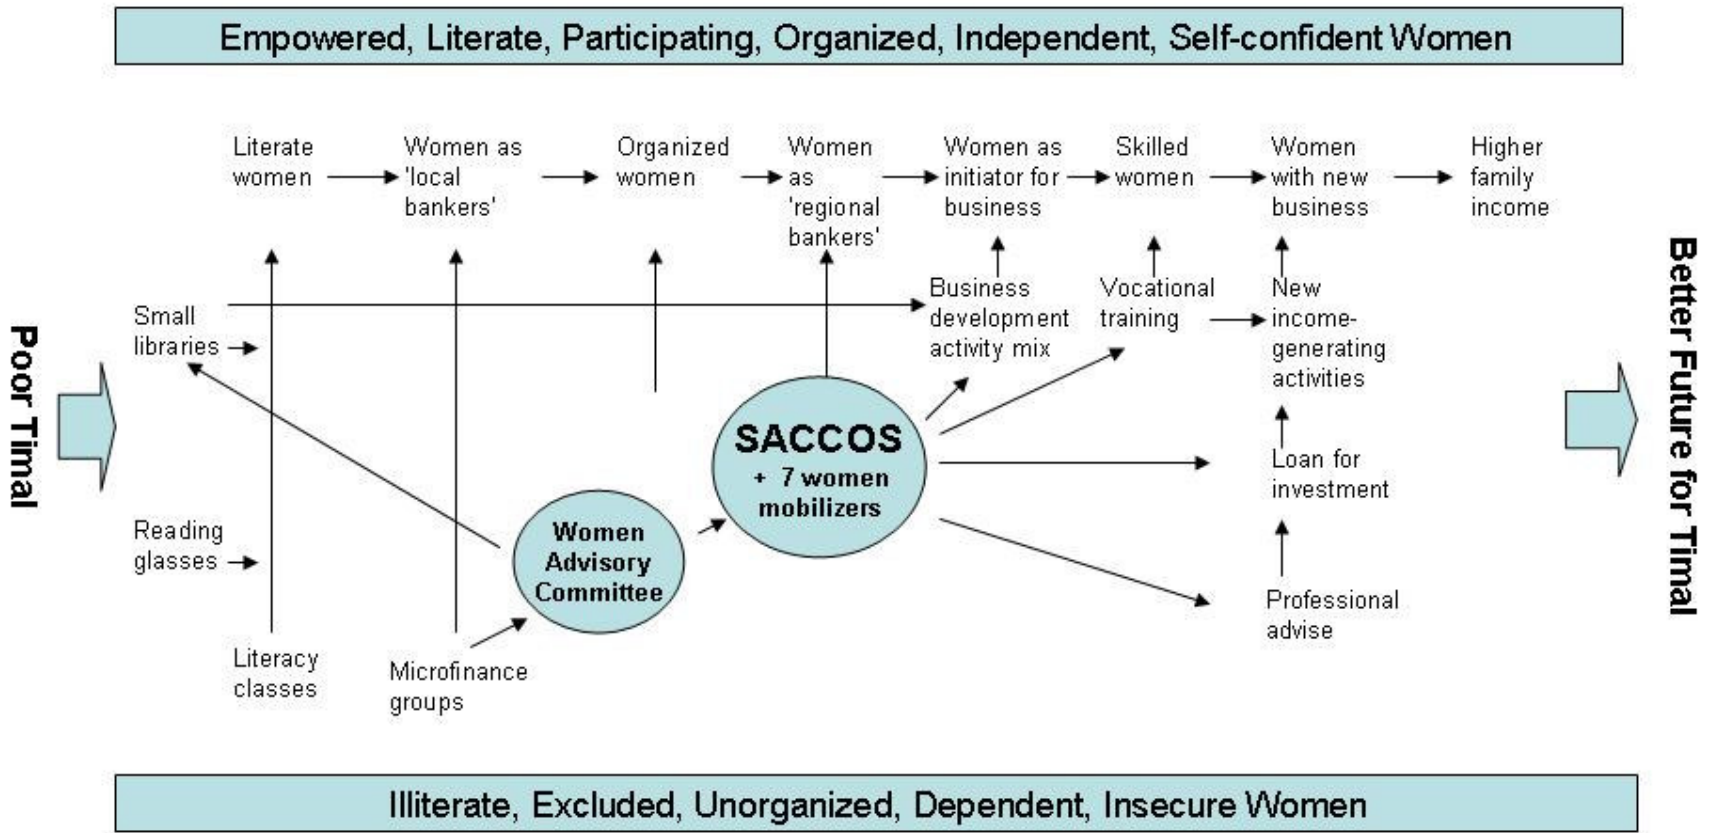 Empowered, Literate, Participating, Organized, Independent, Self-confident Women
Literate
women
Women as
'local
bankers'
Organized
women
Women
as
'regional
bankers'
Women as
initiator for
business
Skilled
women
Women
with new
business
Higher
family
income
Poor Timal
Small
libraries
Business
development
activity mix
Vocational
training
New
income-
generating
activities
Better Future for Timal
SACCOS
+ 7 women
mobilizers
Loan for
investment
Reading
glasses
Women
Advisory
Committee
Professional
advise
Literacy
classes
Microfinance
groups
Illiterate, Excluded, Unorganized, Dependent, Insecure Women